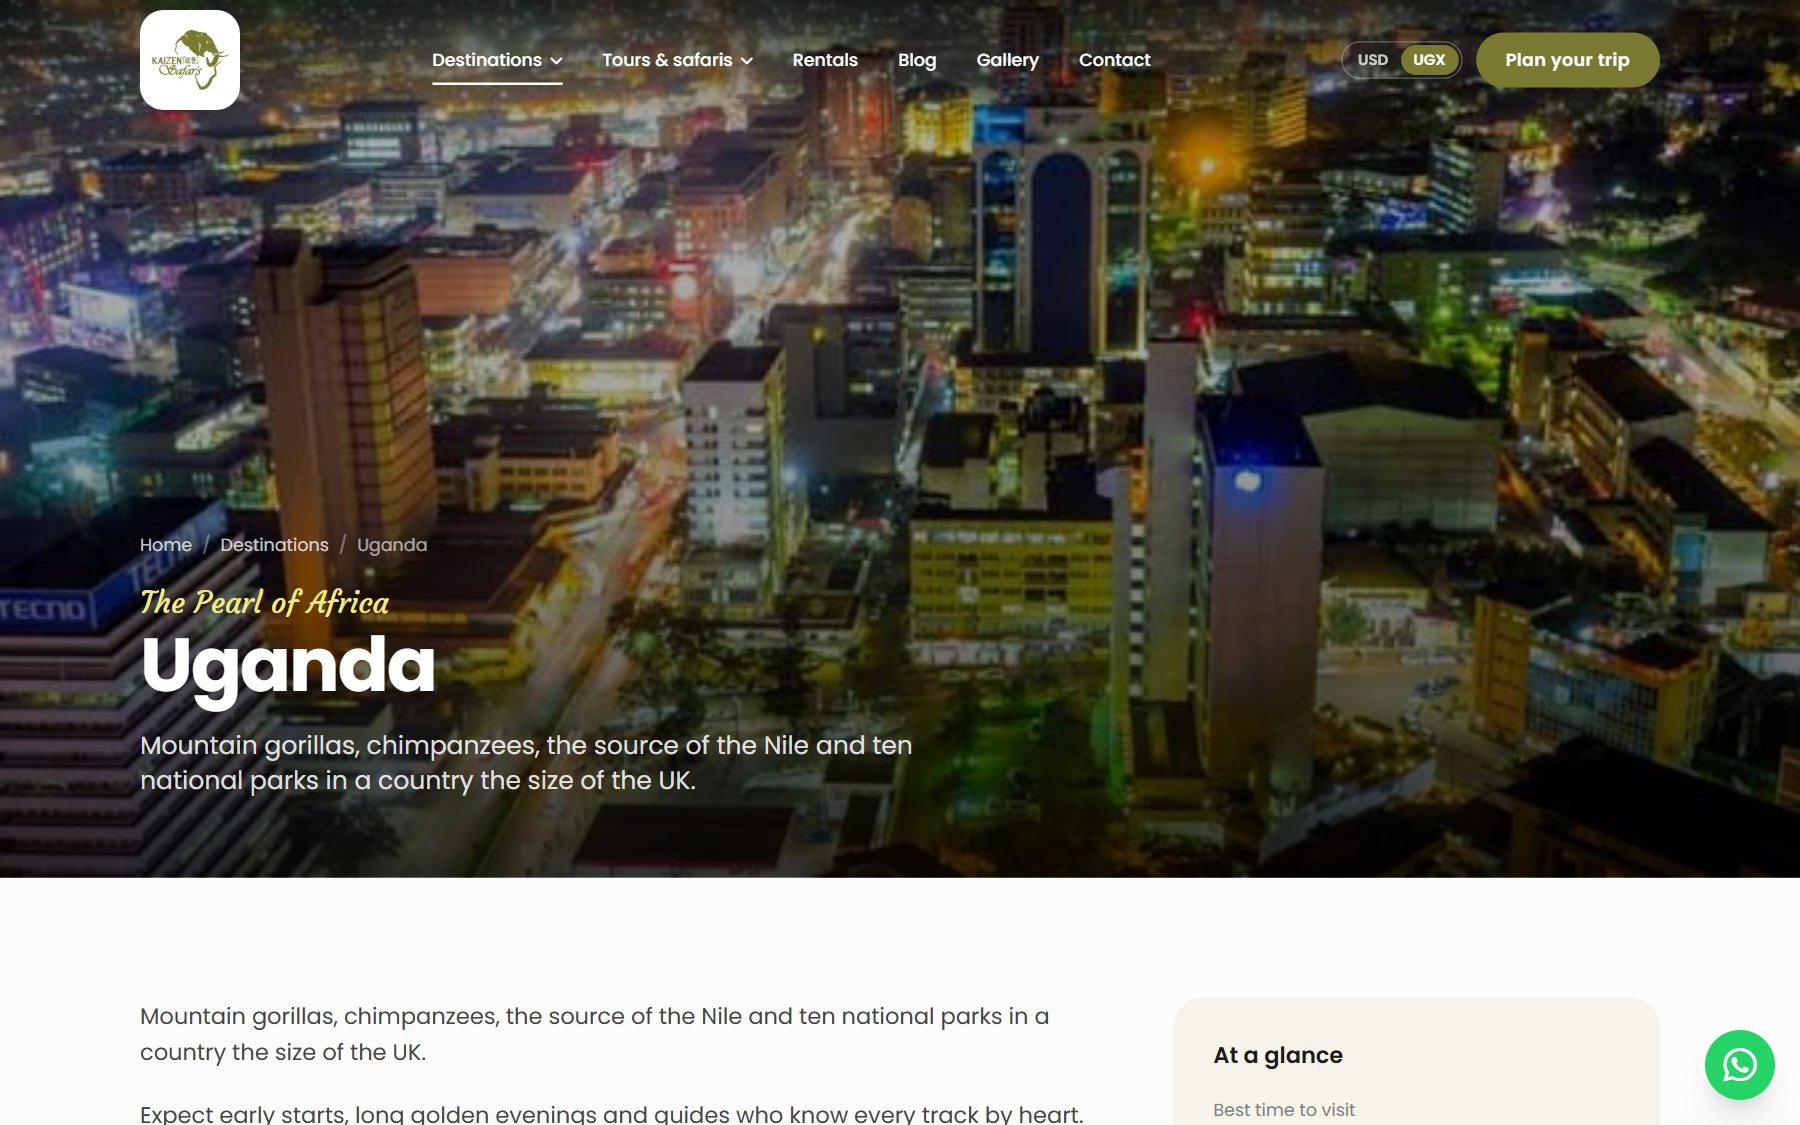 KAIZEN
Safaris
Destinations
Tours & safaris
Rentals
Blog
Gallery
Contact
USD
UGX
Plan your trip
Home / Destinations / Uganda
TECNO
The Pearl of Africa
Uganda
Mountain gorillas, chimpanzees, the source of the Nile and ten
national parks in a country the size of the UK.
Mountain gorillas, chimpanzees, the source of the Nile and ten national parks in a
country the size of the UK.
Expect early starts, long golden evenings and guides who know every track by heart.
At a glance
Best time to visit